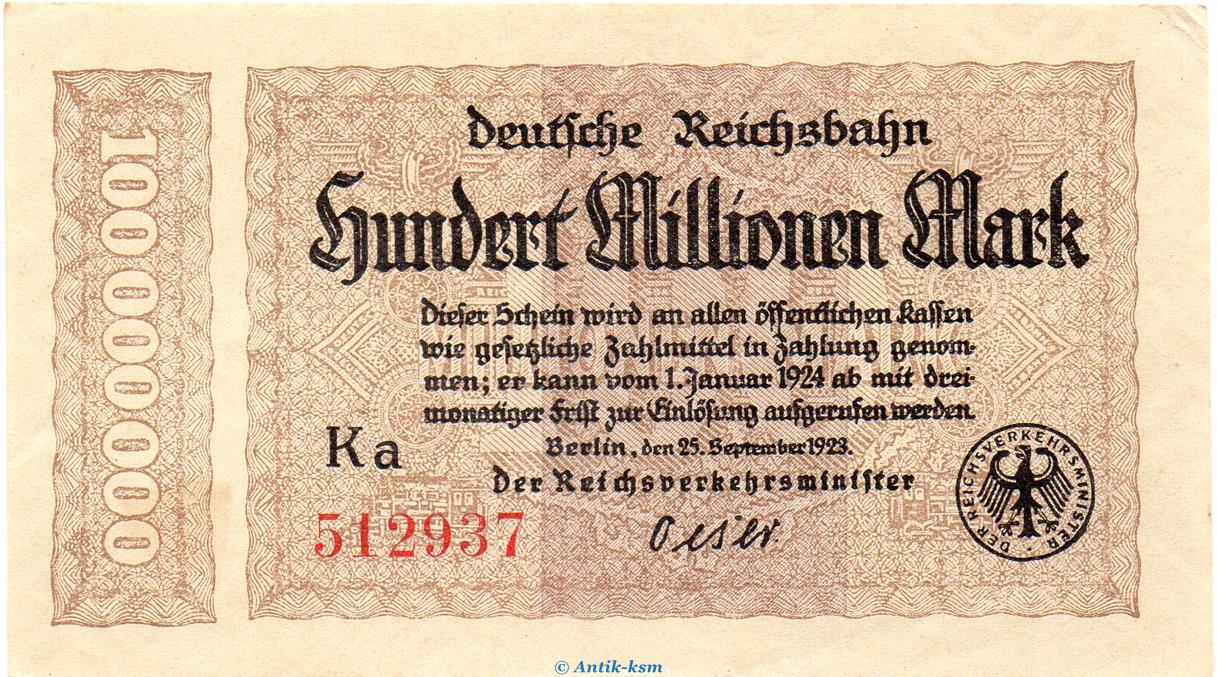 100000000
Deutsche Reichsbahn
Hundert Millionen Mark
Dieser Schein wird an allen öffentlichen Kassen
wie gesetzliche Zahlmittel in Zahlung genom-
men; er kann vom 1. Januar 1924 ab mit drei-
monatiger Frist zur Einlösung aufgerufen werden.
Berlin, den 25. September 1923.
Der Reichsverkehrsminister
Oeser
Ka
512937
DER REICHSVERKEHRSMINISTER
© Antik-ksm